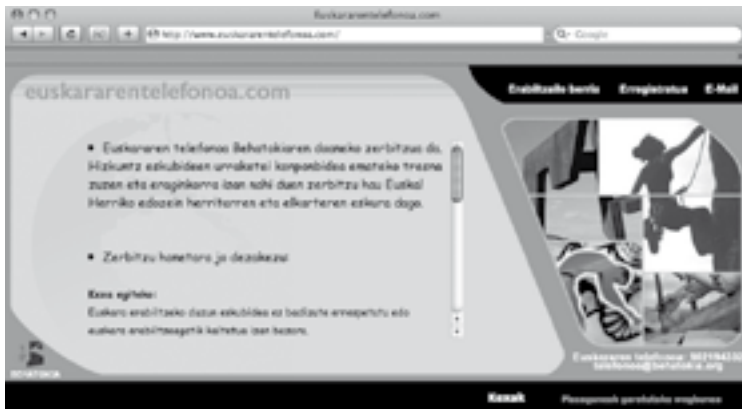 Euskararentelefonoa.com
http://www.euskararentelefonoa.com/
Google
euskararentelefonoa.com
Erabiltzaile berria Erregistratua E-Mail
• Euskararen telefonoa Behatokiaren doaneko zerbitzua da.
Hizkuntz eskubideen urraketei konponbidea emateko tresna
zuzen eta eraginkorra izan nahi duen zerbitzu hau Euskal
Herriko edozein herritarren eta elkarteren eskura dago.
• Zerbitzu honetara jo dezakezu:
Kexa egiteko:
Euskara erabiltzeko duzun eskubidea ez badizute errespetatu edo
euskara erabiltzeagatik kaltetua izan bazara.
BEHATOKIA
Euskararen telefonoa: 902194332
telefonoa@behatokia.org
Kexak